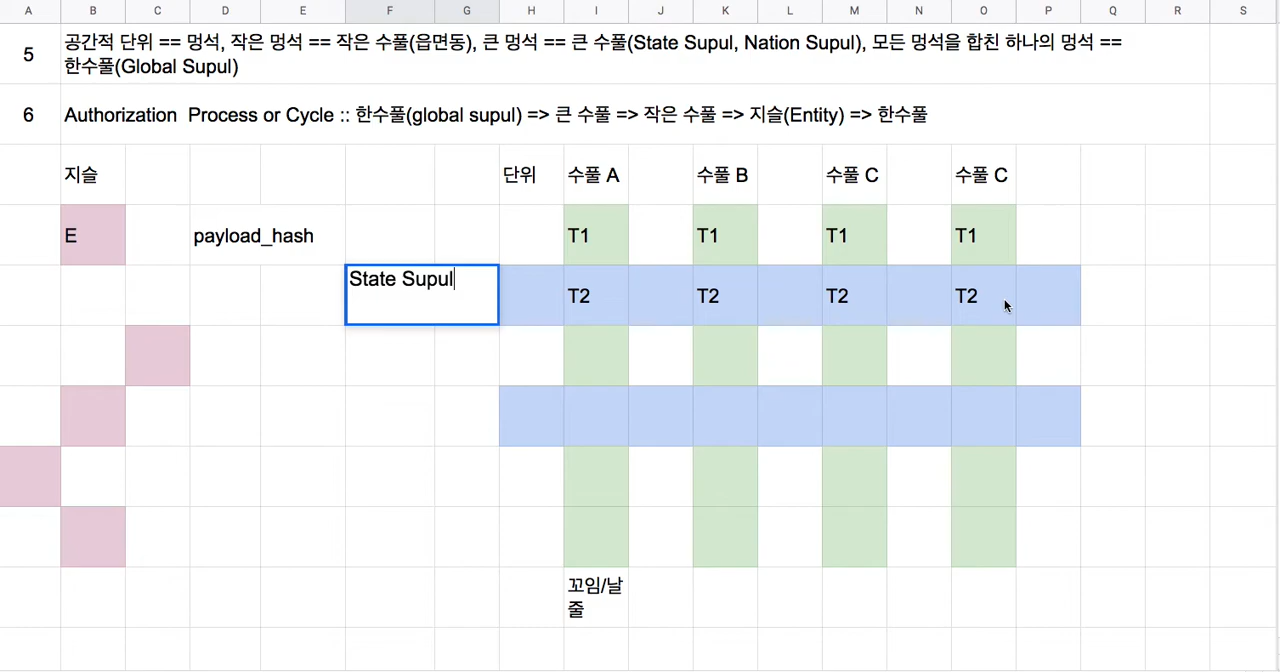 A B C D E F G H I J K L M N O P Q R S
5 공간적 단위 == 멍석, 작은 멍석 == 작은 수풀(읍면동), 큰 멍석 == 큰 수풀(State Supul, Nation Supul), 모든 멍석을 합친 하나의 멍석 ==
한수풀(Global Supul)
6 Authorization Process or Cycle :: 한수풀(global supul) => 큰 수풀 => 작은 수풀 => 지슬(Entity) => 한수풀
지슬 단위 수풀 A 수풀 B 수풀 C 수풀 C
E payload_hash T1 T1 T1 T1
State Supul T2 T2 T2 T2
꼬임/날
줄